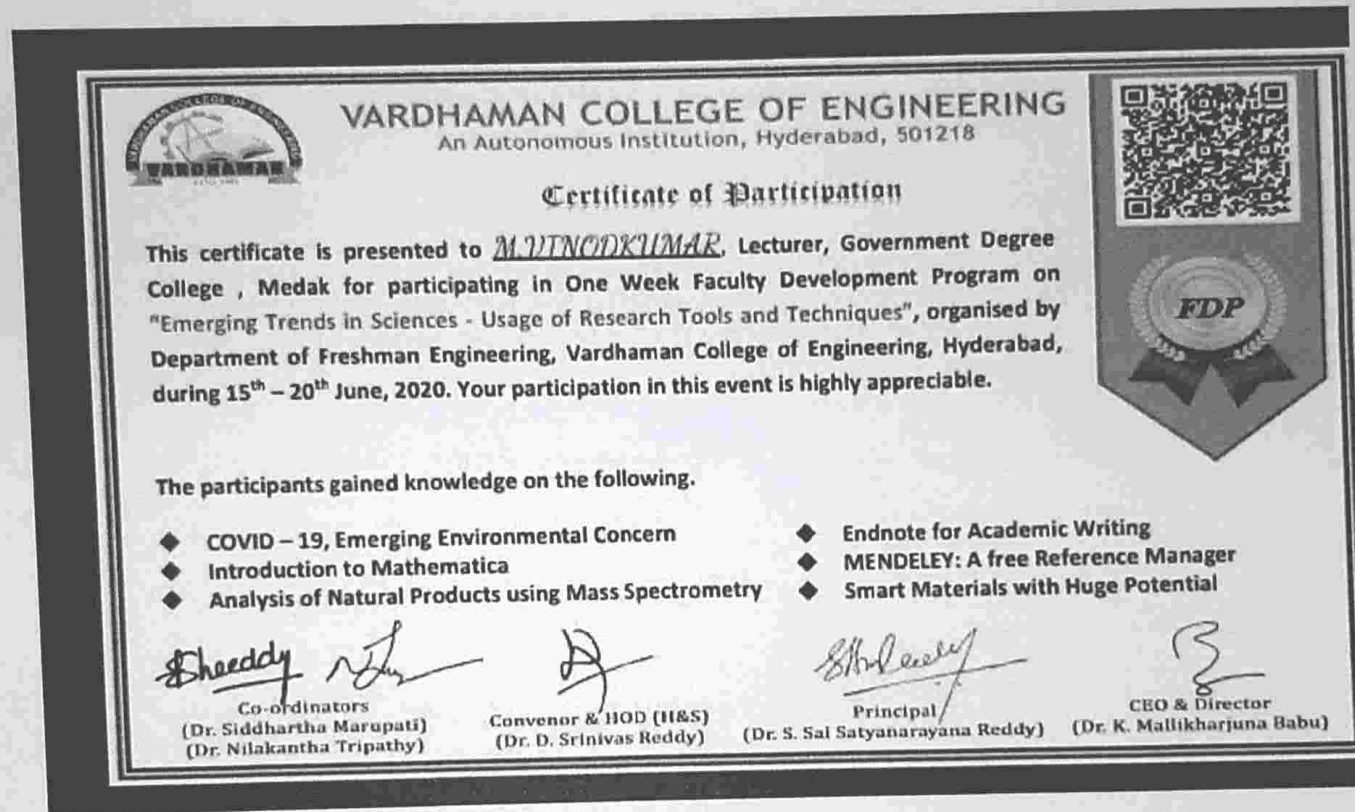 VARDHAMAN COLLEGE OF ENGINEERING
VARDHAMAN
VARDHAMAN COLLEGE OF ENGINEERING
An Autonomous Institution, Hyderabad, 501218
Certificate of Participation
This certificate is presented to M.VINODKUMAR, Lecturer, Government Degree
College , Medak for participating in One Week Faculty Development Program on
"Emerging Trends in Sciences - Usage of Research Tools and Techniques", organised by
Department of Freshman Engineering, Vardhaman College of Engineering, Hyderabad,
during 15th – 20th June, 2020. Your participation in this event is highly appreciable.
FDP
The participants gained knowledge on the following.
COVID – 19, Emerging Environmental Concern
Introduction to Mathematica
Analysis of Natural Products using Mass Spectrometry
Endnote for Academic Writing
MENDELEY: A free Reference Manager
Smart Materials with Huge Potential
Co-ordinators
(Dr. Siddhartha Marupati)
(Dr. Nilakantha Tripathy)
Convenor & HOD (H&S)
(Dr. D. Srinivas Reddy)
Principal
(Dr. S. Sai Satyanarayana Reddy)
CEO & Director
(Dr. K. Mallikharjuna Babu)